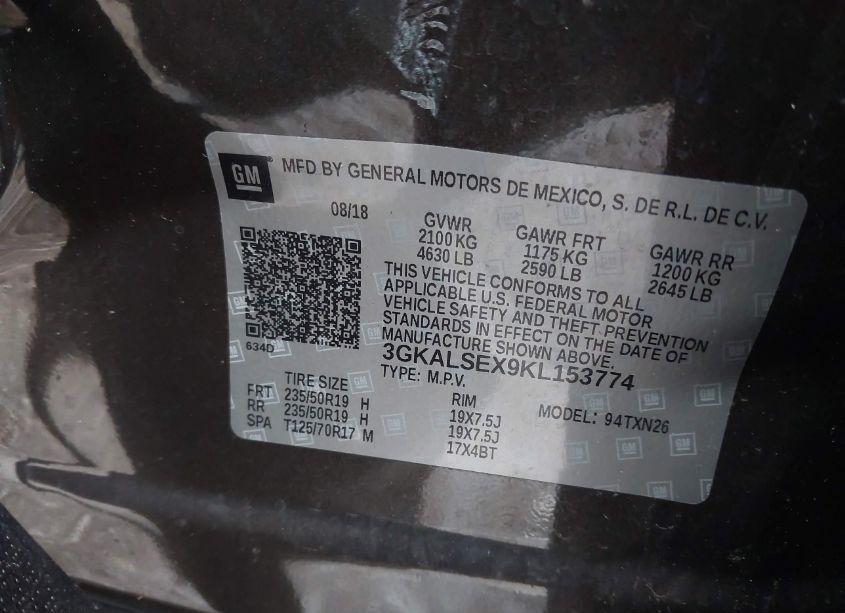 GM
MFD BY GENERAL MOTORS DE MEXICO, S. DE R.L. DE C.V.
08/18
GVWR GAWR FRT GAWR RR
2100 KG 1175 KG 1200 KG
4630 LB 2590 LB 2645 LB
THIS VEHICLE CONFORMS TO ALL
APPLICABLE U.S. FEDERAL MOTOR
VEHICLE SAFETY AND THEFT PREVENTION
STANDARDS IN EFFECT ON THE DATE OF
MANUFACTURE SHOWN ABOVE.
634D
3GKALSEX9KL153774
TYPE: M.P.V.
MODEL: 94TXN26
TIRE SIZE RIM
FRT 235/50R19 H 19X7.5J
RR 235/50R19 H 19X7.5J
SPA T125/70R17 M 17X4BT